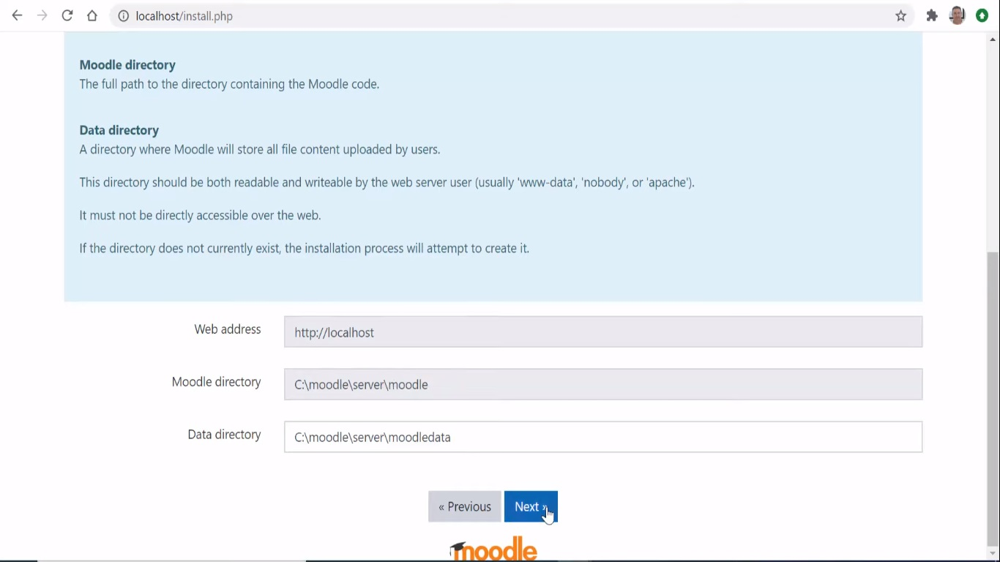 localhost/install.php
Moodle directory
The full path to the directory containing the Moodle code.
Data directory
A directory where Moodle will store all file content uploaded by users.
This directory should be both readable and writeable by the web server user (usually 'www-data', 'nobody', or 'apache').
It must not be directly accessible over the web.
If the directory does not currently exist, the installation process will attempt to create it.
Web address
http://localhost
Moodle directory
C:\moodle\server\moodle
Data directory
C:\moodle\server\moodledata
« Previous
Next »
moodle